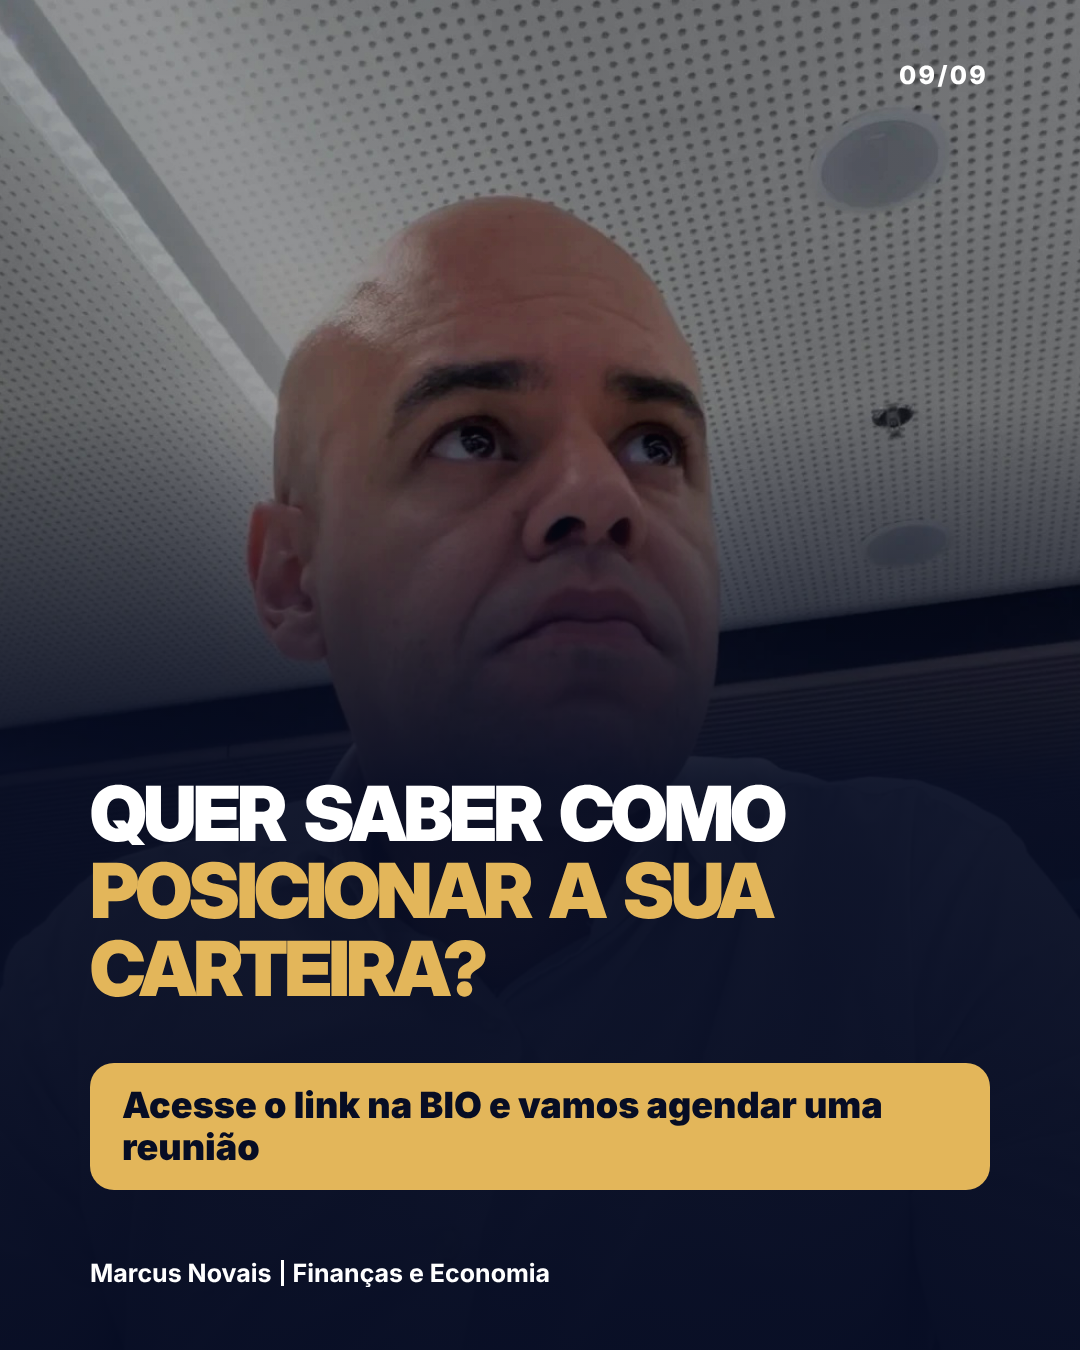 09/09
QUER SABER COMO
POSICIONAR A SUA
CARTEIRA?
Acesse o link na BIO e vamos agendar uma
reunião
Marcus Novais | Finanças e Economia